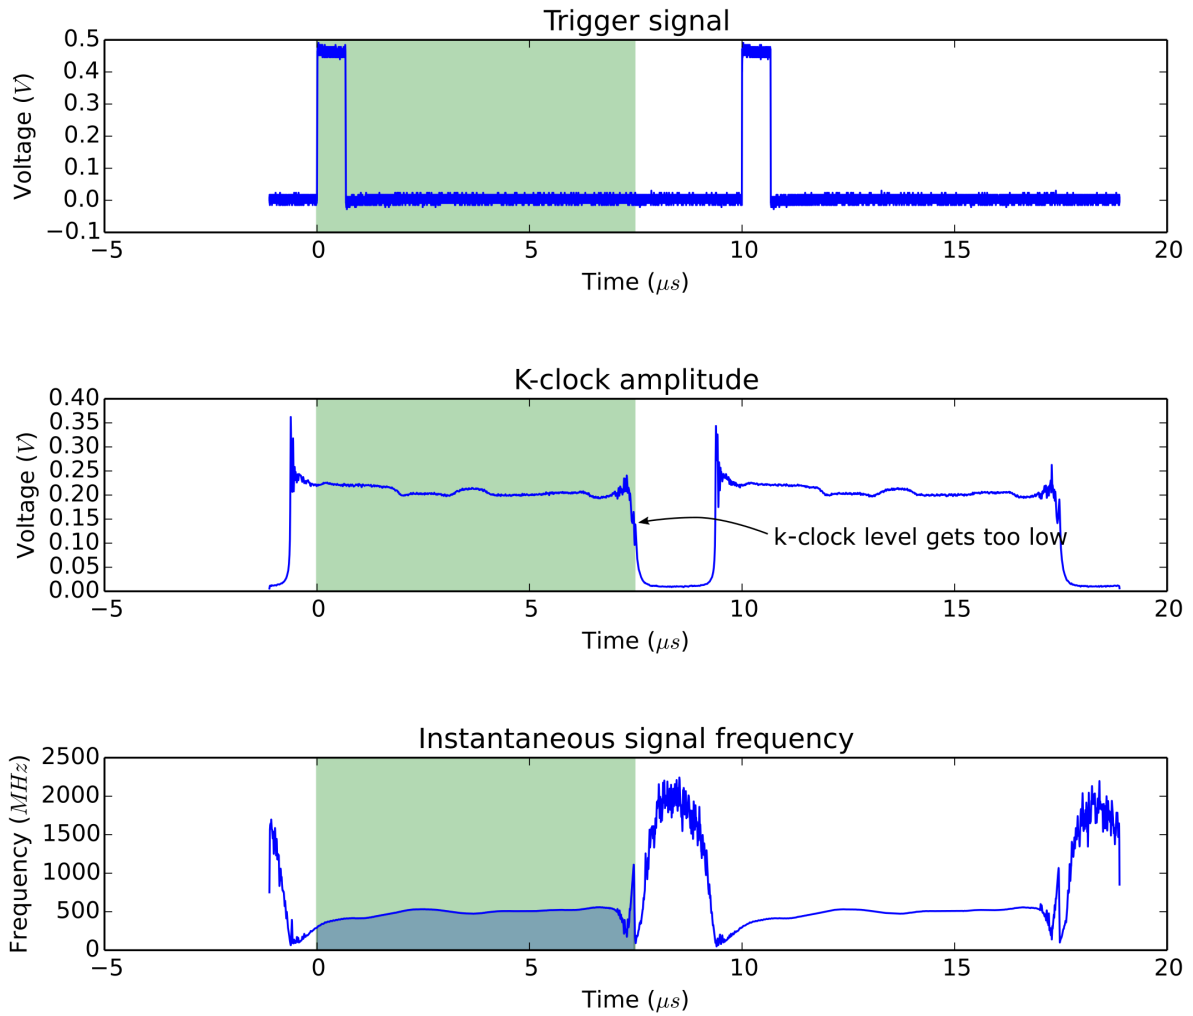 Trigger signal
0.5
0.4
0.3
0.2
0.1
0.0
−0.1
Voltage (V)
−5 0 5 10 15 20
Time (μs)
K-clock amplitude
0.40
0.35
0.30
0.25
0.20
0.15
0.10
0.05
0.00
Voltage (V)
k-clock level gets too low
−5 0 5 10 15 20
Time (μs)
Instantaneous signal frequency
2500
2000
1500
1000
500
0
Frequency (MHz)
−5 0 5 10 15 20
Time (μs)